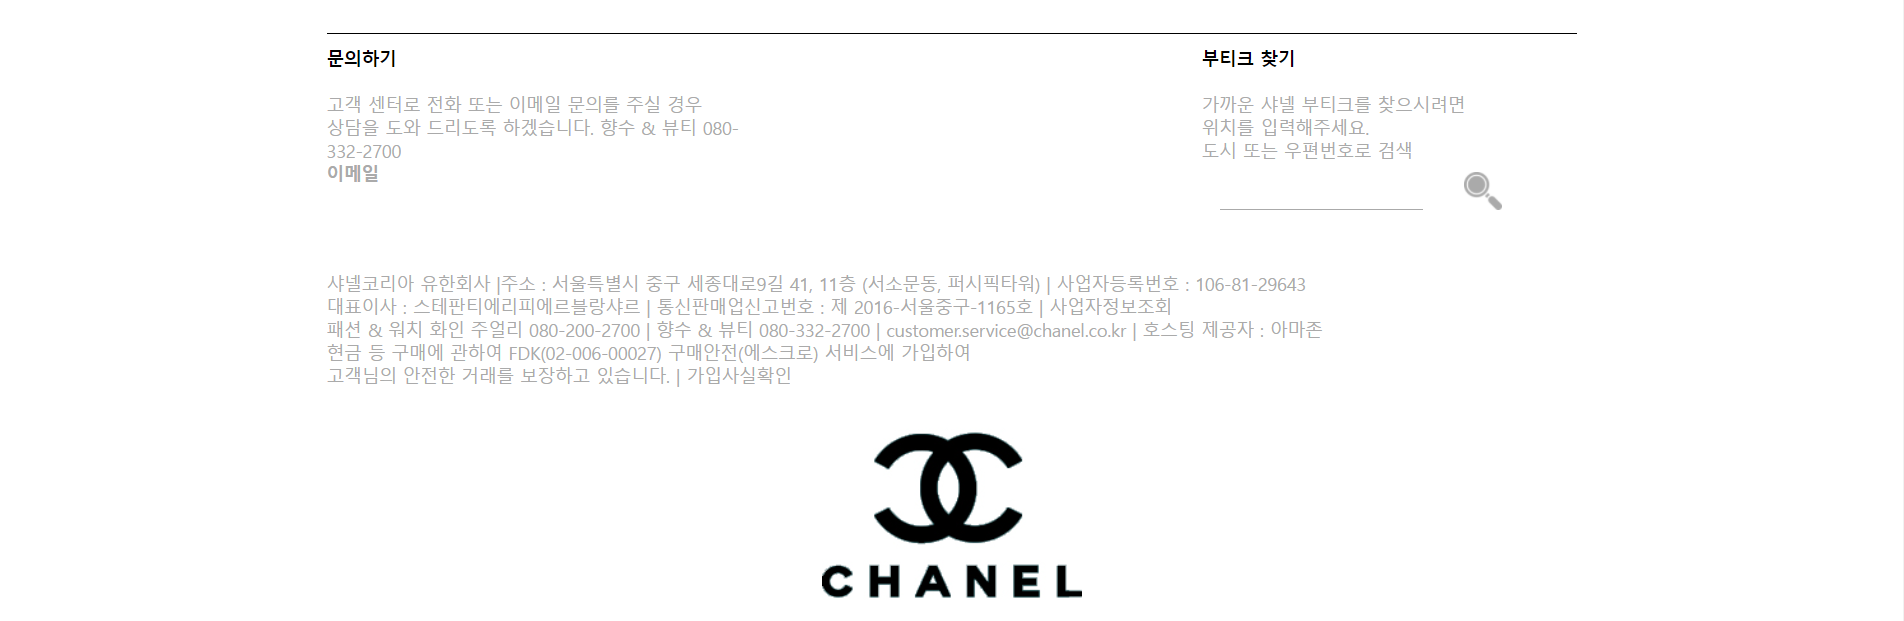 문의하기
고객 센터로 전화 또는 이메일 문의를 주실 경우
상담을 도와 드리도록 하겠습니다. 향수 & 뷰티 080-
332-2700
이메일
부티크 찾기
가까운 샤넬 부티크를 찾으시려면
위치를 입력해주세요.
도시 또는 우편번호로 검색
샤넬코리아 유한회사 |주소 : 서울특별시 중구 세종대로9길 41, 11층 (서소문동, 퍼시픽타워) | 사업자등록번호 : 106-81-29643
대표이사 : 스테판티에리피에르블랑샤르 | 통신판매업신고번호 : 제 2016-서울중구-1165호 | 사업자정보조회
패션 & 워치 화인 주얼리 080-200-2700 | 향수 & 뷰티 080-332-2700 | customer.service@chanel.co.kr | 호스팅 제공자 : 아마존
현금 등 구매에 관하여 FDK(02-006-00027) 구매안전(에스크로) 서비스에 가입하여
고객님의 안전한 거래를 보장하고 있습니다. | 가입사실확인
CHANEL